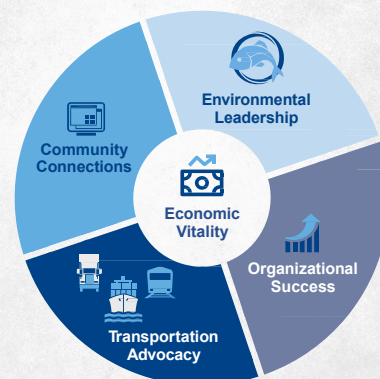 Environmental
Leadership
Community
Connections
Economic
Vitality
Organizational
Success
Transportation
Advocacy